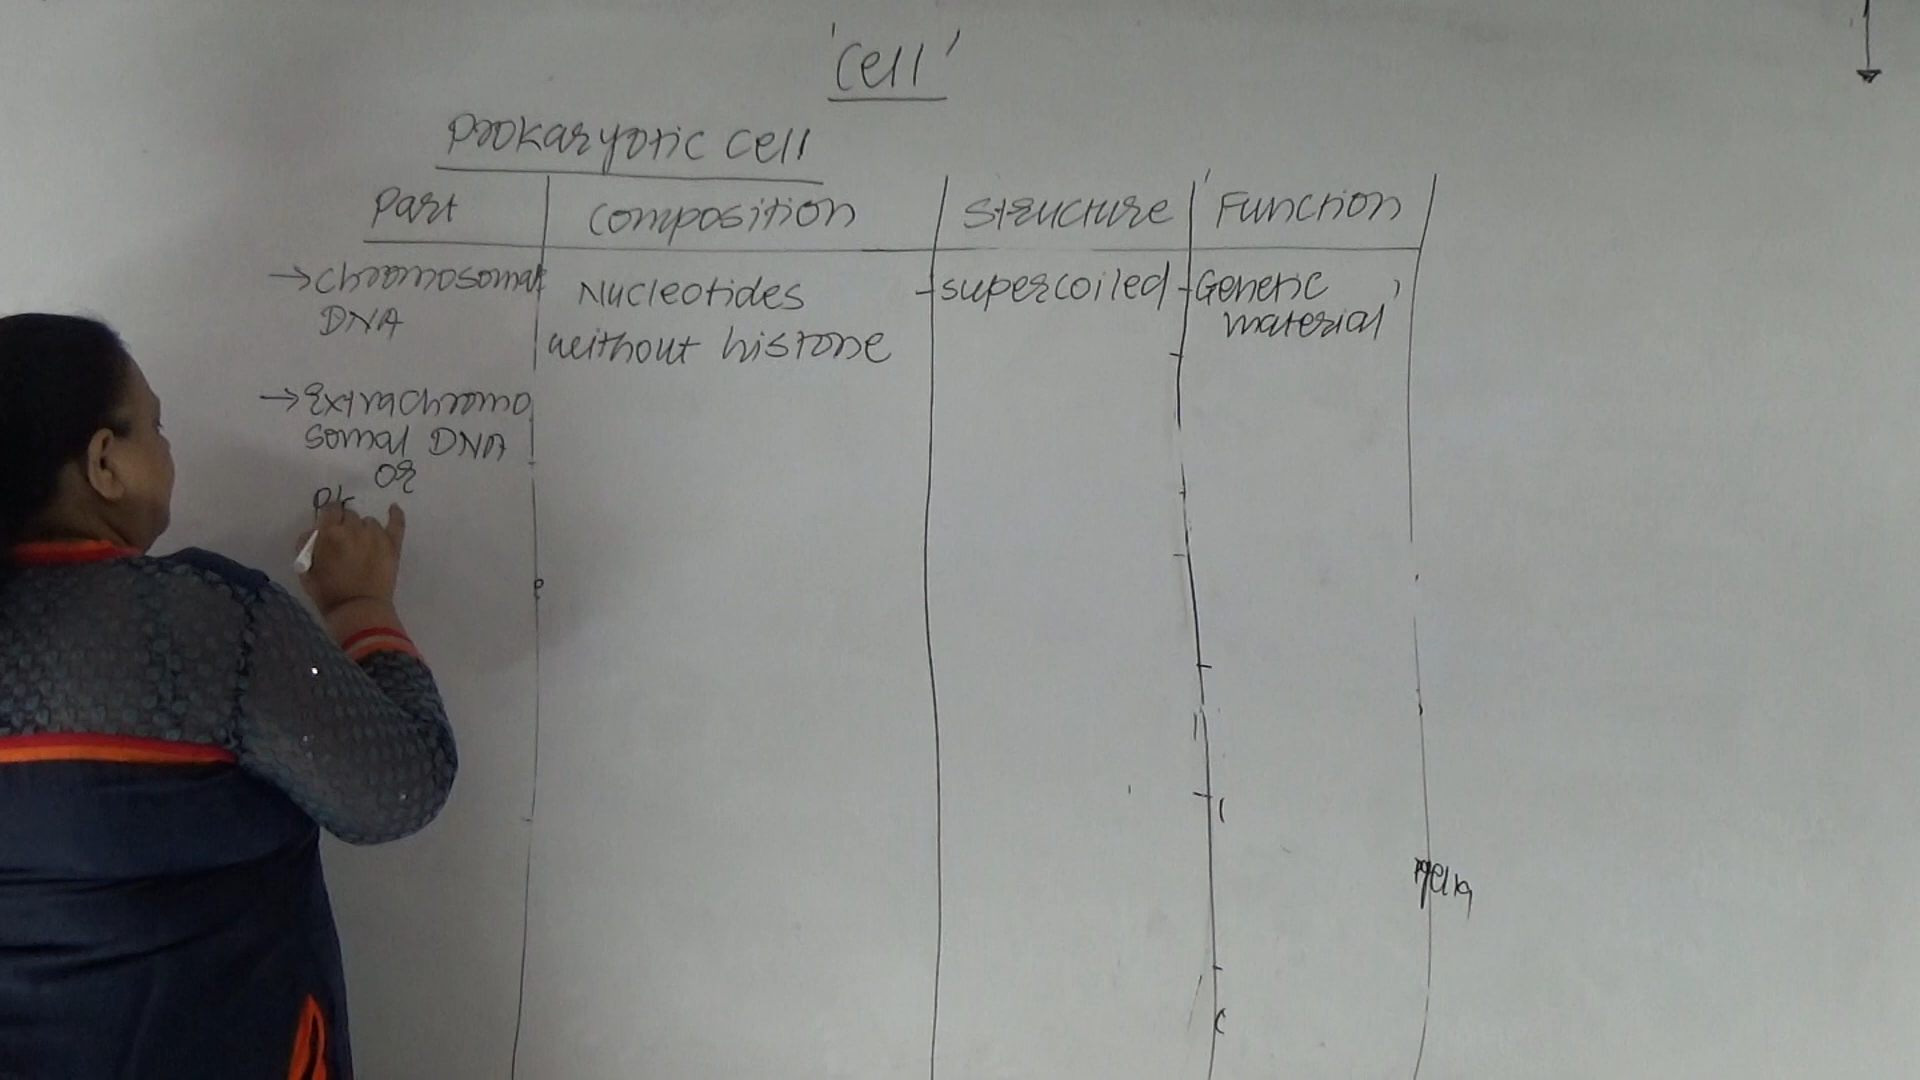 'Cell'
Prokaryotic Cell
Part Composition Structure Function
→ Chromosomal Nucleotides supercoiled Genetic
DNA without histone material
→ Extrachromo
somal DNA
or